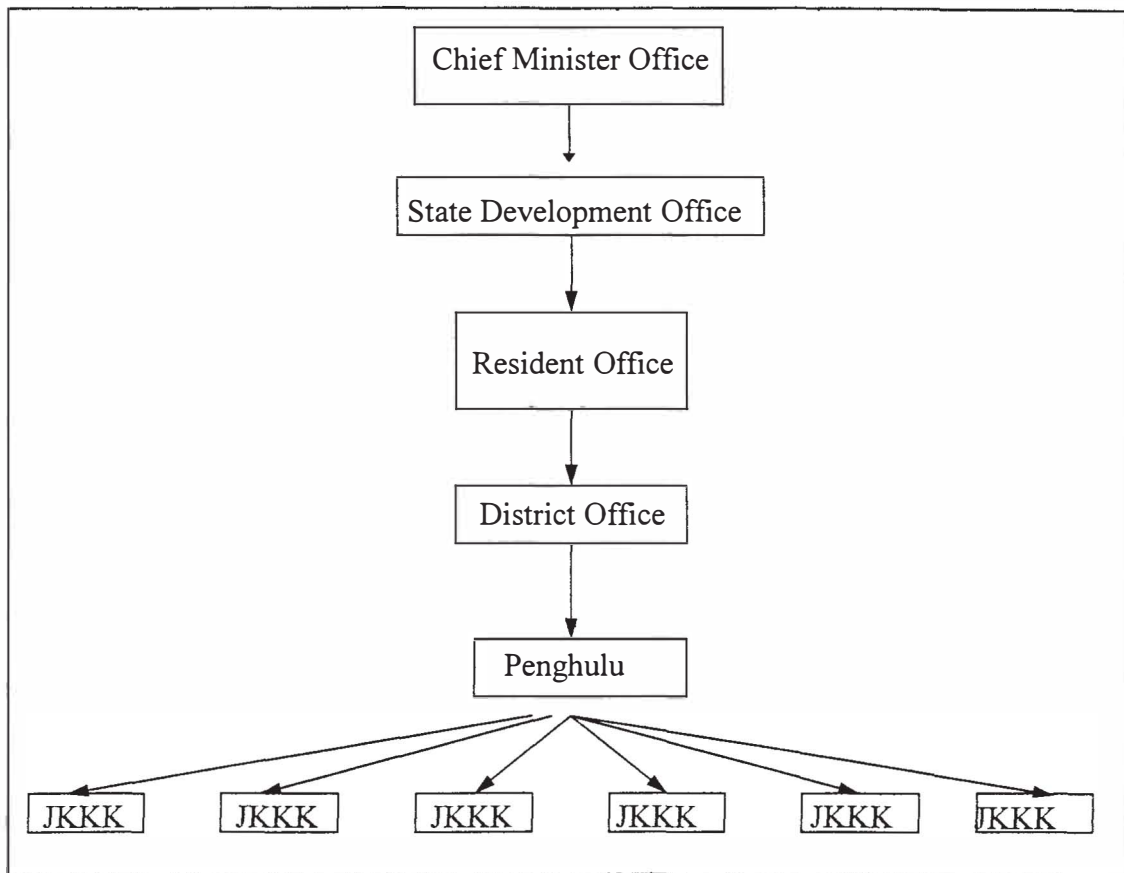 Chief Minister Office
State Development Office
Resident Office
District Office
Penghulu
JKKK JKKK JKKK JKKK JKKK JKKK